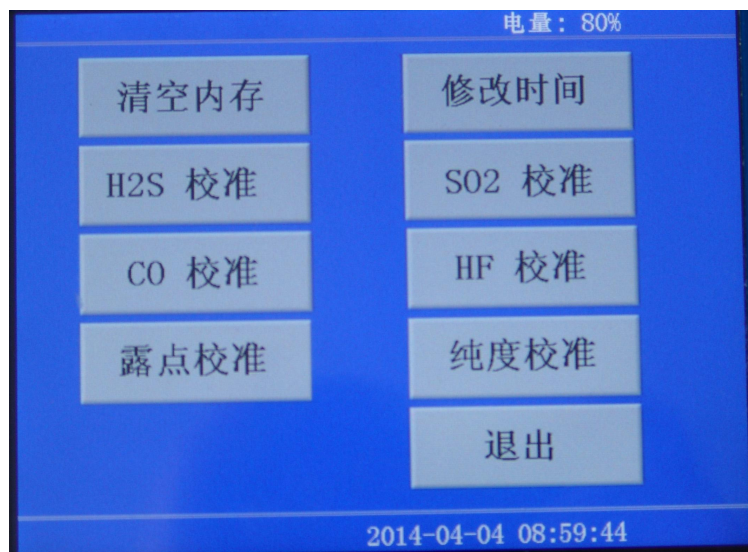 电量: 80%
清空内存
修改时间
H2S 校准
SO2 校准
CO 校准
HF 校准
露点校准
纯度校准
退出
2014-04-04 08:59:44